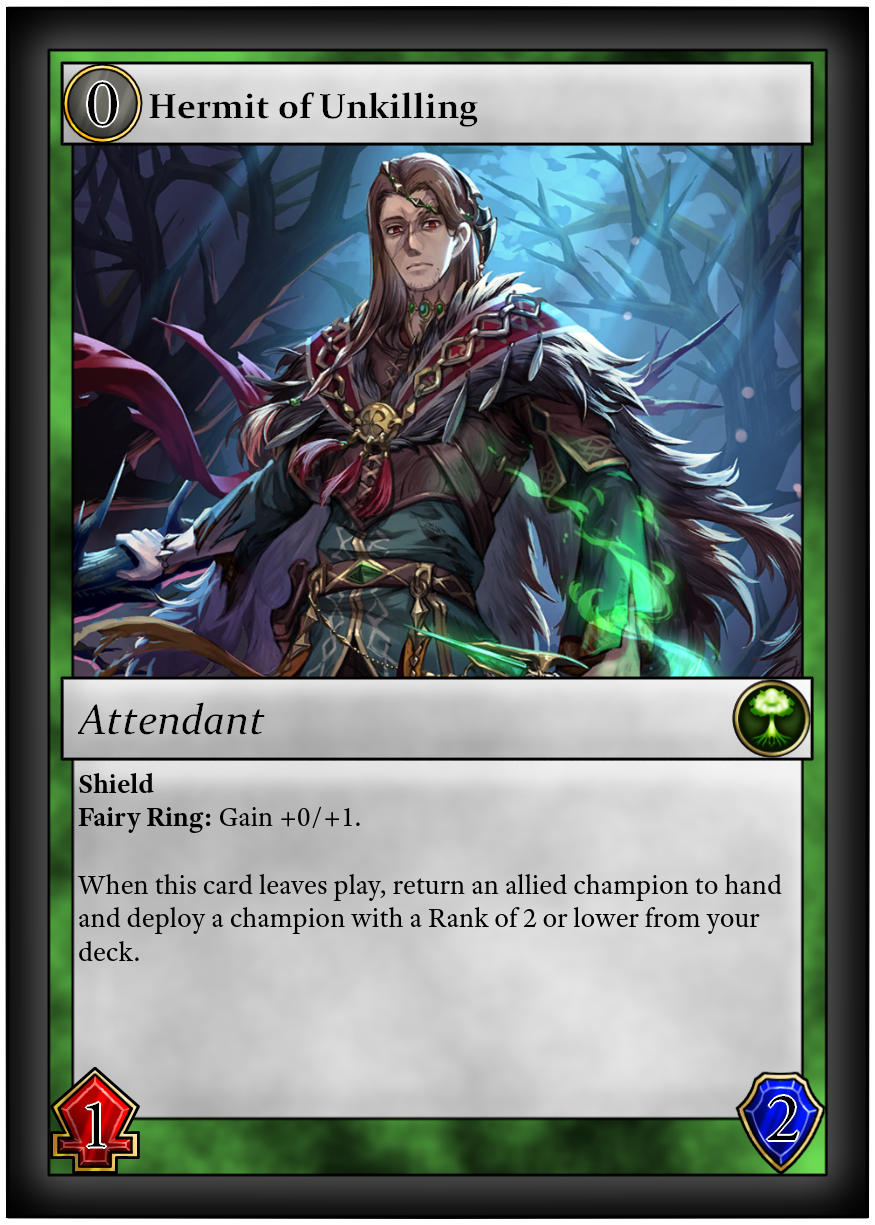 0 Hermit of Unkilling
Attendant
Shield
Fairy Ring: Gain +0/+1.
When this card leaves play, return an allied champion to hand
and deploy a champion with a Rank of 2 or lower from your
deck.
1
2